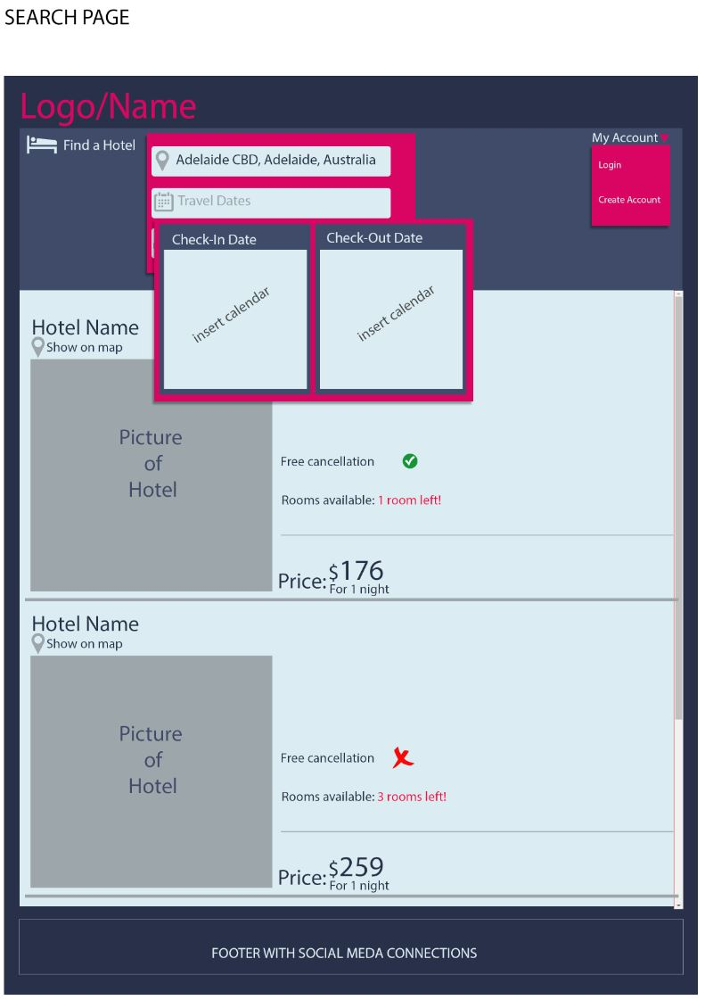 SEARCH PAGE
Logo/Name
Find a Hotel
Adelaide CBD, Adelaide, Australia
My Account
Login
Travel Dates
Create Account
Check-In Date
Check-Out Date
insert calendar
insert calendar
Hotel Name
Show on map
Picture
of
Hotel
Free cancellation
Rooms available: 1 room left!
Price: $176
For 1 night
Hotel Name
Show on map
Picture
of
Hotel
Free cancellation
Rooms available: 3 rooms left!
Price: $259
For 1 night
FOOTER WITH SOCIAL MEDA CONNECTIONS